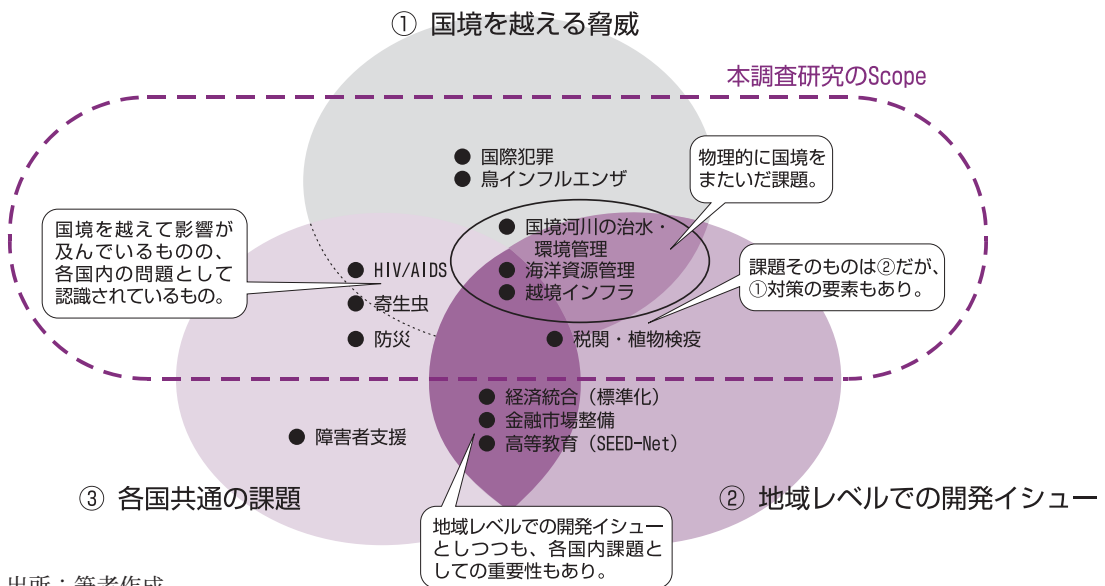 ① 国境を越える脅威
本調査研究のScope
● 国際犯罪
● 鳥インフルエンザ
物理的に国境を
またいだ課題。
国境を越えて影響が
及んでいるものの、
各国内の問題として
認識されているもの。
● 国境河川の治水・
環境管理
● 海洋資源管理
● 越境インフラ
課題そのものは②だが、
①対策の要素もあり。
● HIV/AIDS
● 寄生虫
● 防災
● 税関・植物検疫
● 経済統合（標準化）
● 金融市場整備
● 高等教育（SEED-Net）
● 障害者支援
③ 各国共通の課題
② 地域レベルでの開発イシュー
地域レベルでの開発イシュー
としつつも、各国内課題と
しての重要性もあり。
出所：筆者作成